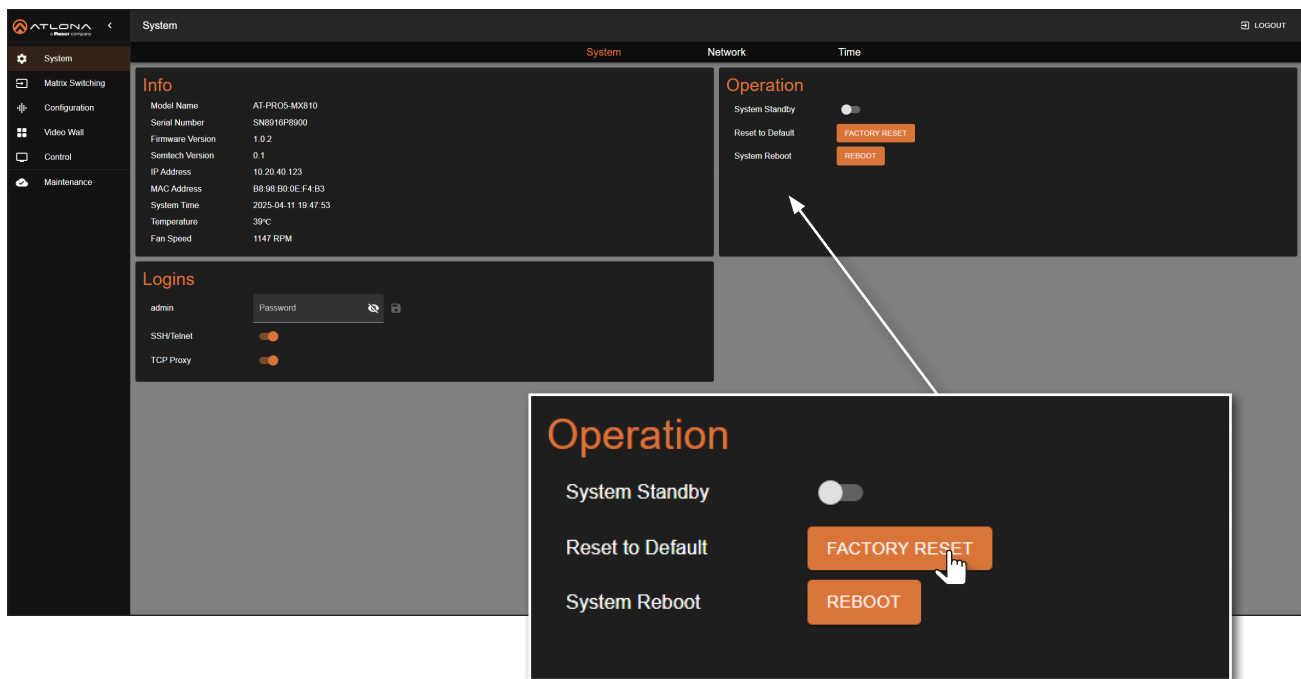 ATLONA
a Panduit company
System
LOGOUT
System
Matrix Switching
Configuration
Video Wall
Control
Maintenance
System Network Time
Info
Model Name AT-PRO5-MX810
Serial Number SN8916P8900
Firmware Version 1.0.2
Semtech Version 0.1
IP Address 10.20.40.123
MAC Address B8:98:B0:0E:F4:B3
System Time 2025-04-11 19:47:53
Temperature 39°C
Fan Speed 1147 RPM
Operation
System Standby
Reset to Default FACTORY RESET
System Reboot REBOOT
Logins
admin Password
SSH/Telnet
TCP Proxy
Operation
System Standby
Reset to Default FACTORY RESET
System Reboot REBOOT